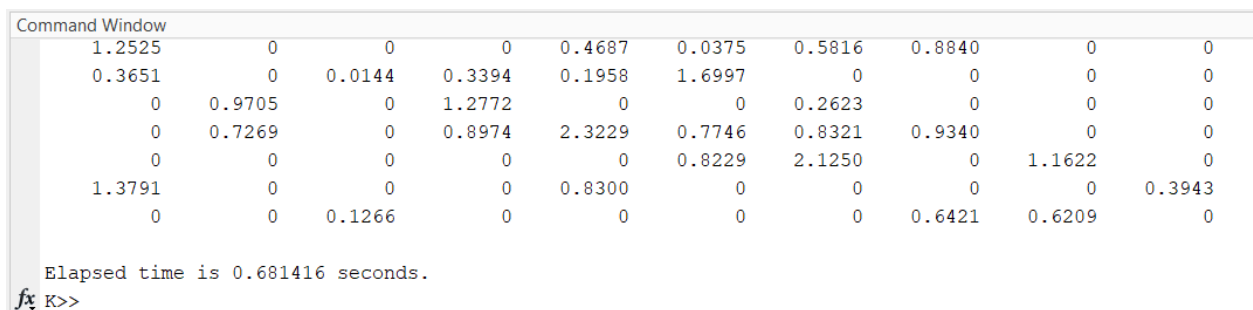 Command Window
1.2525 0 0 0 0.4687 0.0375 0.5816 0.8840 0 0
0.3651 0 0.0144 0.3394 0.1958 1.6997 0 0 0 0
0 0.9705 0 1.2772 0 0 0.2623 0 0 0
0 0.7269 0 0.8974 2.3229 0.7746 0.8321 0.9340 0 0
0 0 0 0 0 0.8229 2.1250 0 1.1622 0
1.3791 0 0 0 0.8300 0 0 0 0 0.3943
0 0 0.1266 0 0 0 0 0.6421 0.6209 0
Elapsed time is 0.681416 seconds.
fx K>>